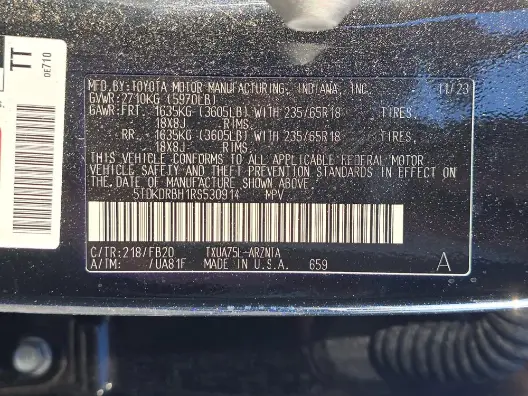 TT
0E710
MFD.BY:TOYOTA MOTOR MANUFACTURING, INDIANA, INC. 11/23
GVWR:2710KG (5970LB)
GAWR:FRT. 1635KG (3605LB) WITH 235/65R18 TIRES,
18X8J RIMS.
RR. 1635KG (3605LB) WITH 235/65R18 TIRES,
18X8J RIMS.
THIS VEHICLE CONFORMS TO ALL APPLICABLE FEDERAL MOTOR
VEHICLE SAFETY AND THEFT PREVENTION STANDARDS IN EFFECT ON THE
DATE OF MANUFACTURE SHOWN ABOVE.
5TDKDRBH1RS530914 MPV
C/TR:218/FB20 TXUA75L-ARZNTA
A/TM: /UA81F MADE IN U.S.A. 659 A